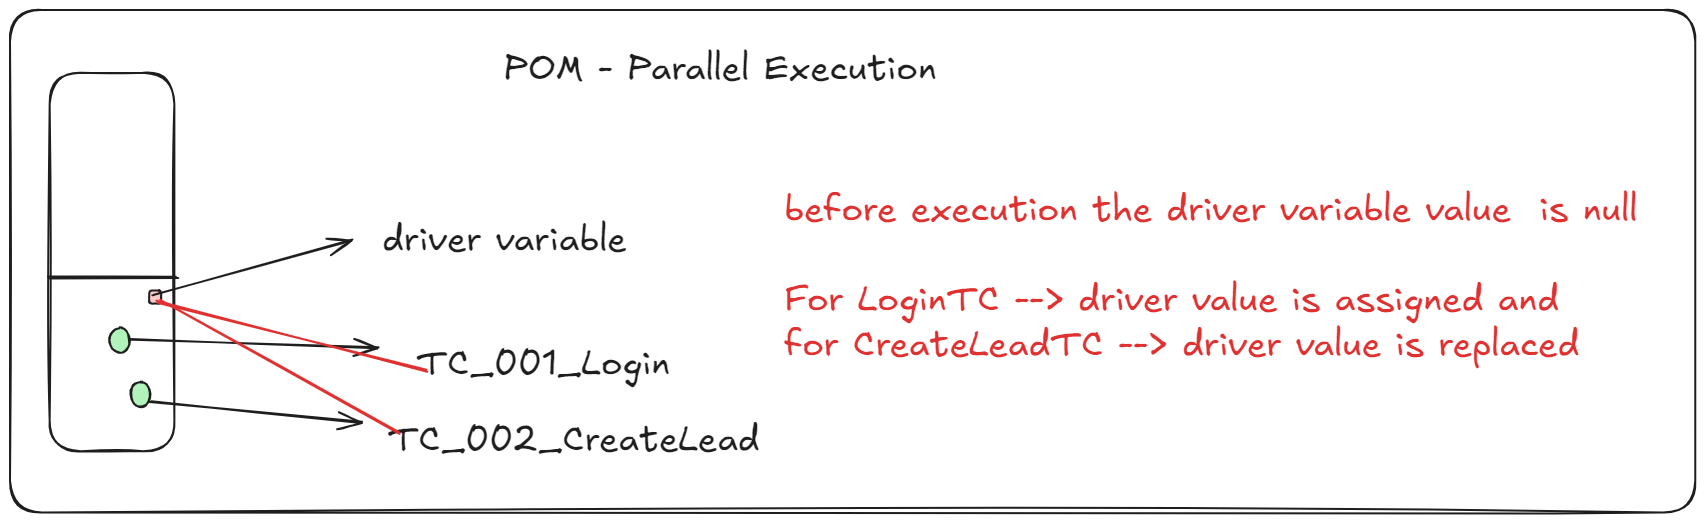 POM - Parallel Execution
before execution the driver variable value is null
driver variable
For LoginTC --> driver value is assigned and
for CreateLeadTC --> driver value is replaced
TC_001_Login
TC_002_CreateLead